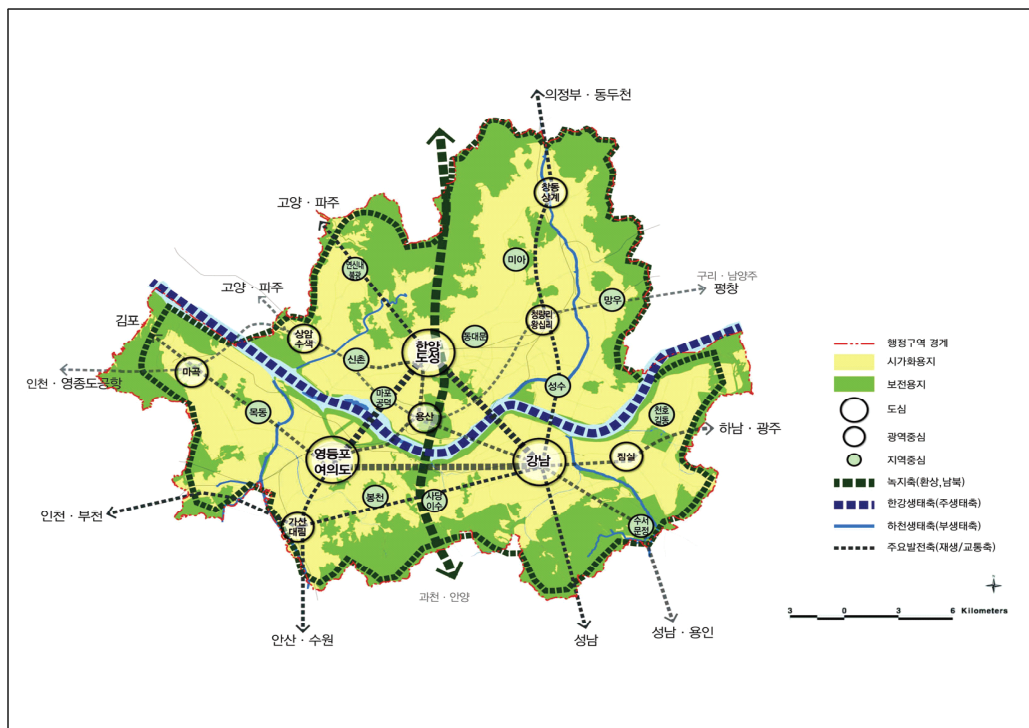 의정부 · 동두천
창동
상계
고양 · 파주
연신내
불광
미아
구리 · 남양주
평창
고양 · 파주
망우
김포
청량리
왕십리
상암
수색
동대문
한양
도성
신촌
마곡
인천 · 영종도공항
성수
마포
공덕
목동
용산
천호
길동
하남 · 광주
영등포
여의도
강남
잠실
봉천
사당
이수
인전 · 부전
가산
대림
수서
문정
과천 · 안양
안산 · 수원
성남
성남 · 용인
행정구역 경계
시가화용지
보전용지
도심
광역중심
지역중심
녹지축(환상,남북)
한강생태축(주생태축)
하천생태축(부생태축)
주요발전축(재생/교통축)
3 0 3 6 Kilometers